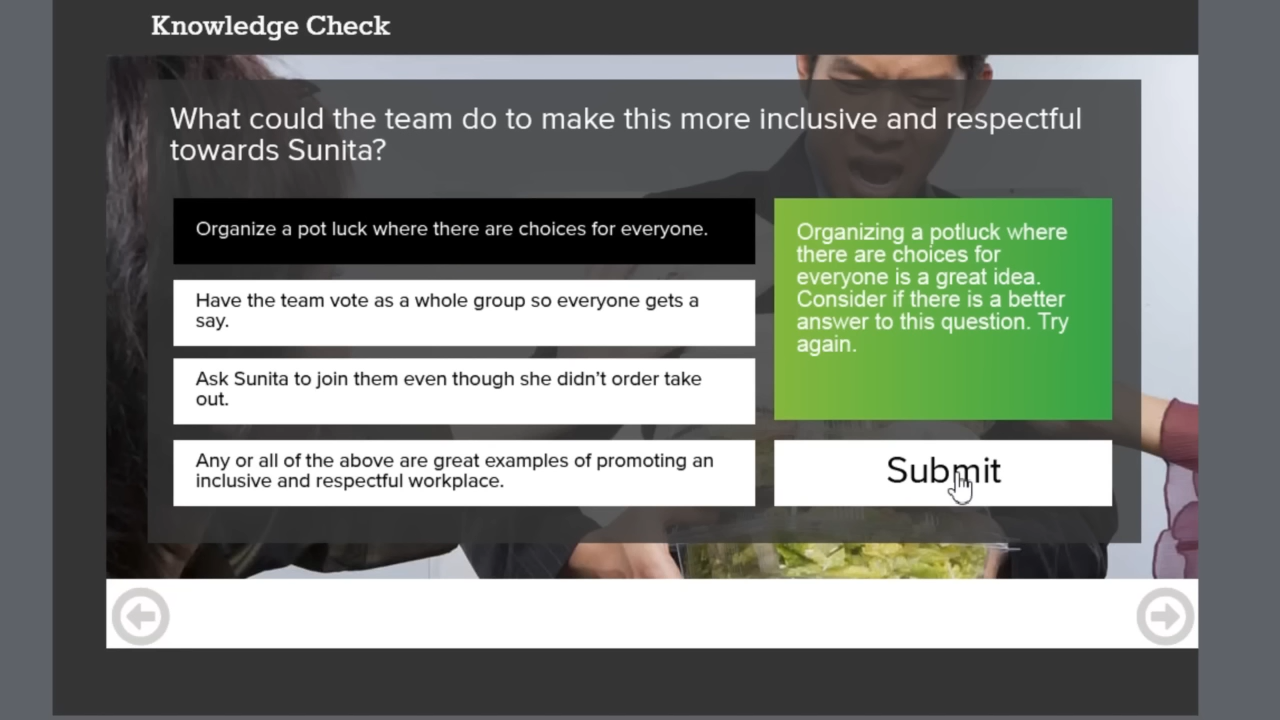 Knowledge Check
What could the team do to make this more inclusive and respectful
towards Sunita?
Organize a pot luck where there are choices for everyone.
Have the team vote as a whole group so everyone gets a
say.
Ask Sunita to join them even though she didn’t order take
out.
Any or all of the above are great examples of promoting an
inclusive and respectful workplace.
Organizing a potluck where
there are choices for
everyone is a great idea.
Consider if there is a better
answer to this question. Try
again.
Submit